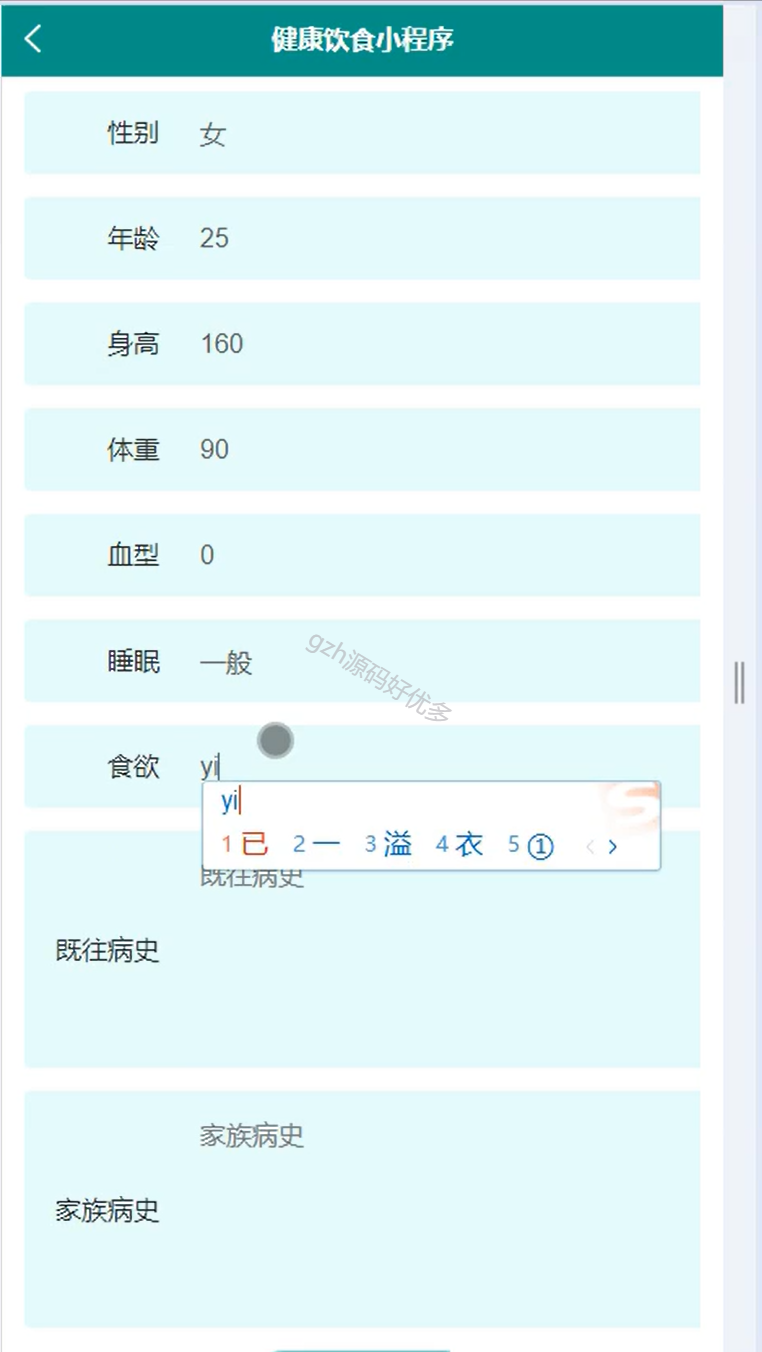 健康饮食小程序
性别 女
年龄 25
身高 160
体重 90
血型 0
睡眠 一般
gzh源码好优多
食欲 yi
yi
1 已 2 一 3 溢 4 衣 5 ①
既往病史
既往病史
家族病史
家族病史